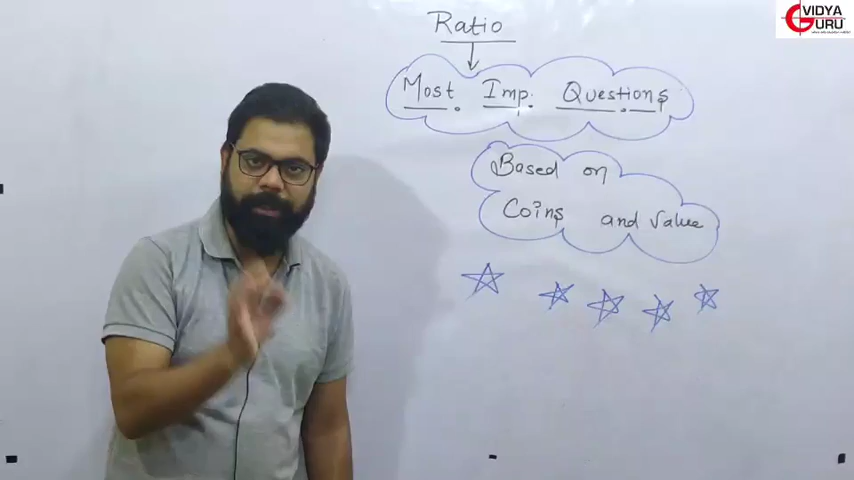 Ratio
Most. Imp. Questions
Based on
Coins and Value
VIDYA
GURU